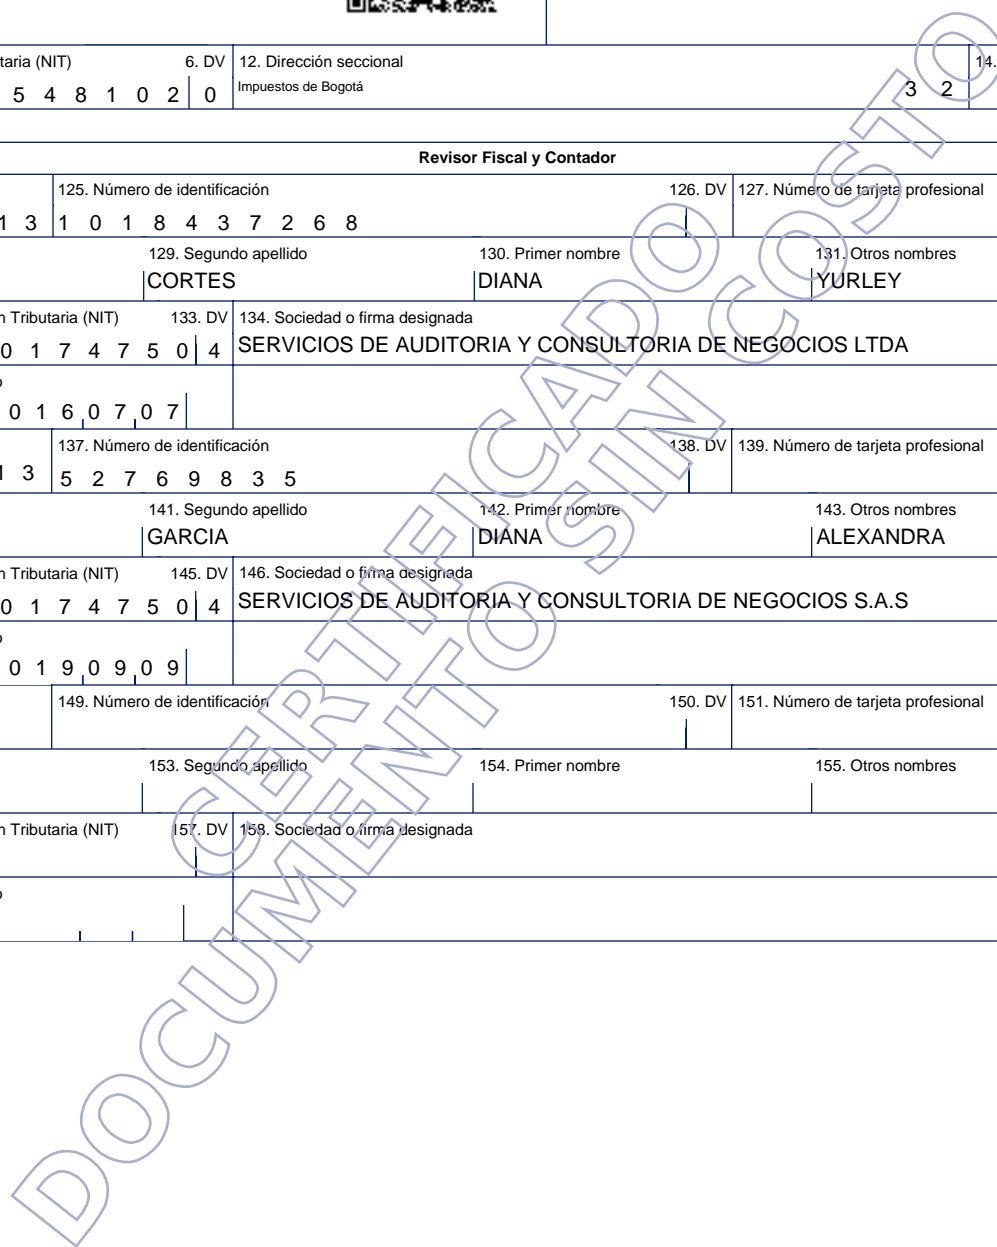 taria (NIT) 6. DV 12. Dirección seccional 14.
5 4 8 1 0 2 0 Impuestos de Bogotá 3 2
Revisor Fiscal y Contador
125. Número de identificación 126. DV 127. Número de tarjeta profesional
1 3 1 0 1 8 4 3 7 2 6 8
129. Segundo apellido 130. Primer nombre 131. Otros nombres
CORTES DIANA YURLEY
n Tributaria (NIT) 133. DV 134. Sociedad o firma designada
0 1 7 4 7 5 0 4 SERVICIOS DE AUDITORIA Y CONSULTORIA DE NEGOCIOS LTDA
o
0 1 6 0 7 0 7
137. Número de identificación 138. DV 139. Número de tarjeta profesional
1 3 5 2 7 6 9 8 3 5
141. Segundo apellido 142. Primer nombre 143. Otros nombres
GARCIA DIANA ALEXANDRA
n Tributaria (NIT) 145. DV 146. Sociedad o firma designada
0 1 7 4 7 5 0 4 SERVICIOS DE AUDITORIA Y CONSULTORIA DE NEGOCIOS S.A.S
o
0 1 9 0 9 0 9
149. Número de identificación 150. DV 151. Número de tarjeta profesional
153. Segundo apellido 154. Primer nombre 155. Otros nombres
n Tributaria (NIT) 157. DV 158. Sociedad o firma designada
o
CERTIFICADO
DOCUMENTO SIN COSTO